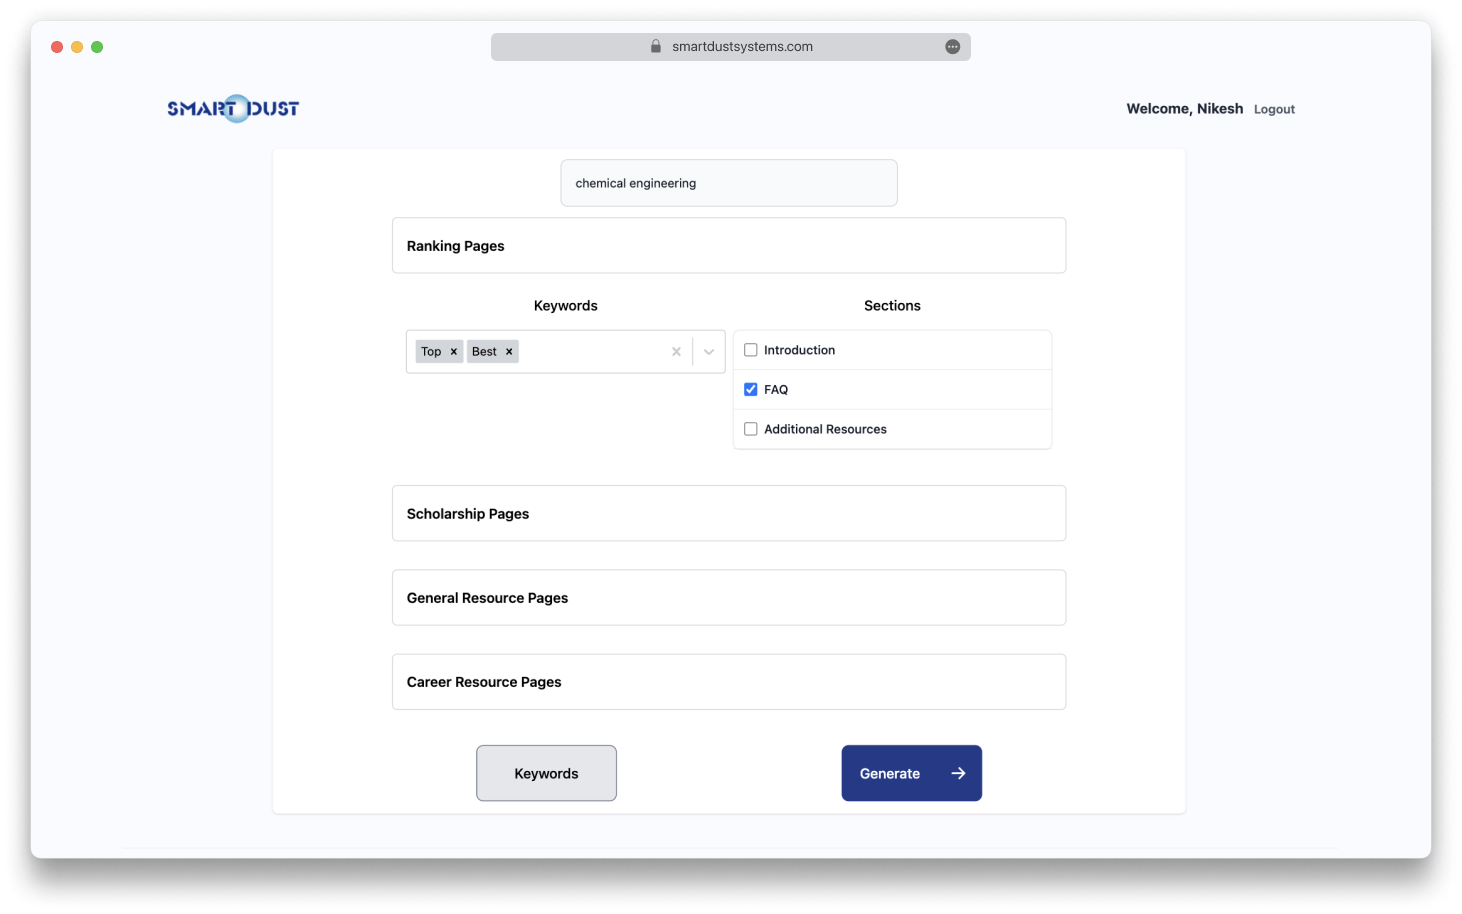 smartdustsystems.com
SMART DUST
Welcome, Nikesh Logout
chemical engineering
Ranking Pages
Keywords
Sections
Top × Best ×
Introduction
FAQ
Additional Resources
Scholarship Pages
General Resource Pages
Career Resource Pages
Keywords
Generate →